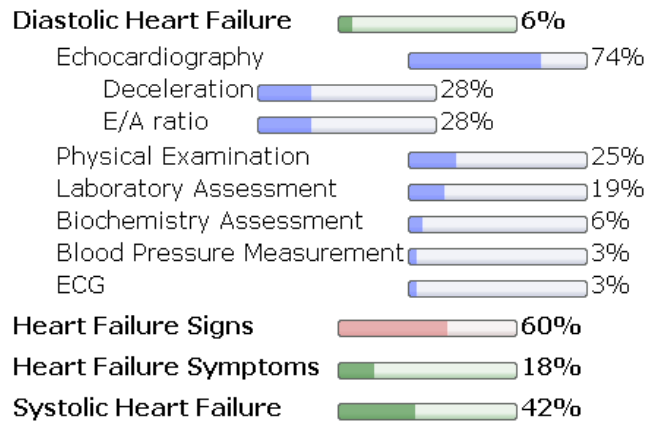 Diastolic Heart Failure 6%
Echocardiography 74%
Deceleration 28%
E/A ratio 28%
Physical Examination 25%
Laboratory Assessment 19%
Biochemistry Assessment 6%
Blood Pressure Measurement 3%
ECG 3%
Heart Failure Signs 60%
Heart Failure Symptoms 18%
Systolic Heart Failure 42%